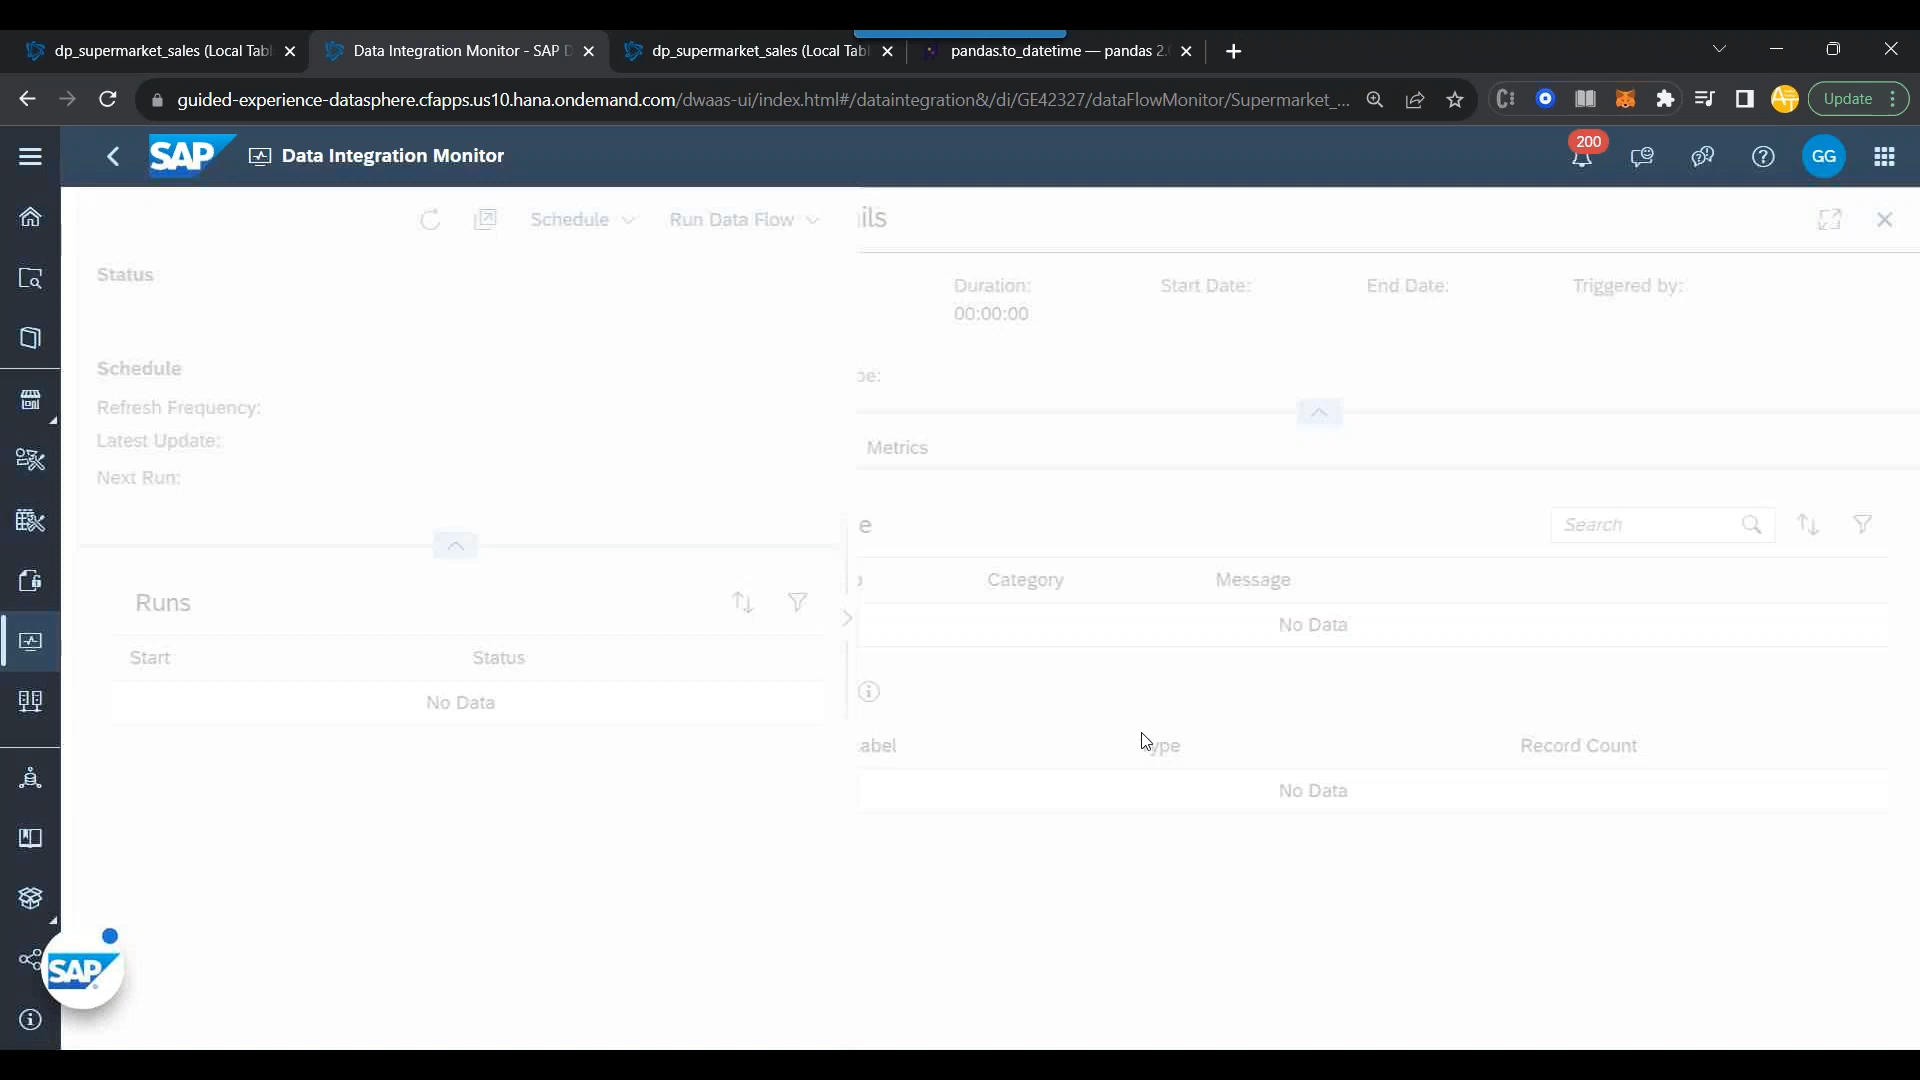 dp_supermarket_sales (Local Tabl
Data Integration Monitor - SAP D
dp_supermarket_sales (Local Tabl
pandas.to_datetime — pandas 2.
guided-experience-datasphere.cfapps.us10.hana.ondemand.com/dwaas-ui/index.html#/dataintegration&/di/GE42327/dataFlowMonitor/Supermarket_...
Update
SAP
Data Integration Monitor
200
GG
Schedule
Run Data Flow
ils
Status
Duration:
Start Date:
End Date:
Triggered by:
00:00:00
Schedule
pe:
Refresh Frequency:
Latest Update:
Metrics
Next Run:
e
Search
Category
Message
Runs
No Data
Start
Status
No Data
abel
ype
Record Count
No Data
SAP